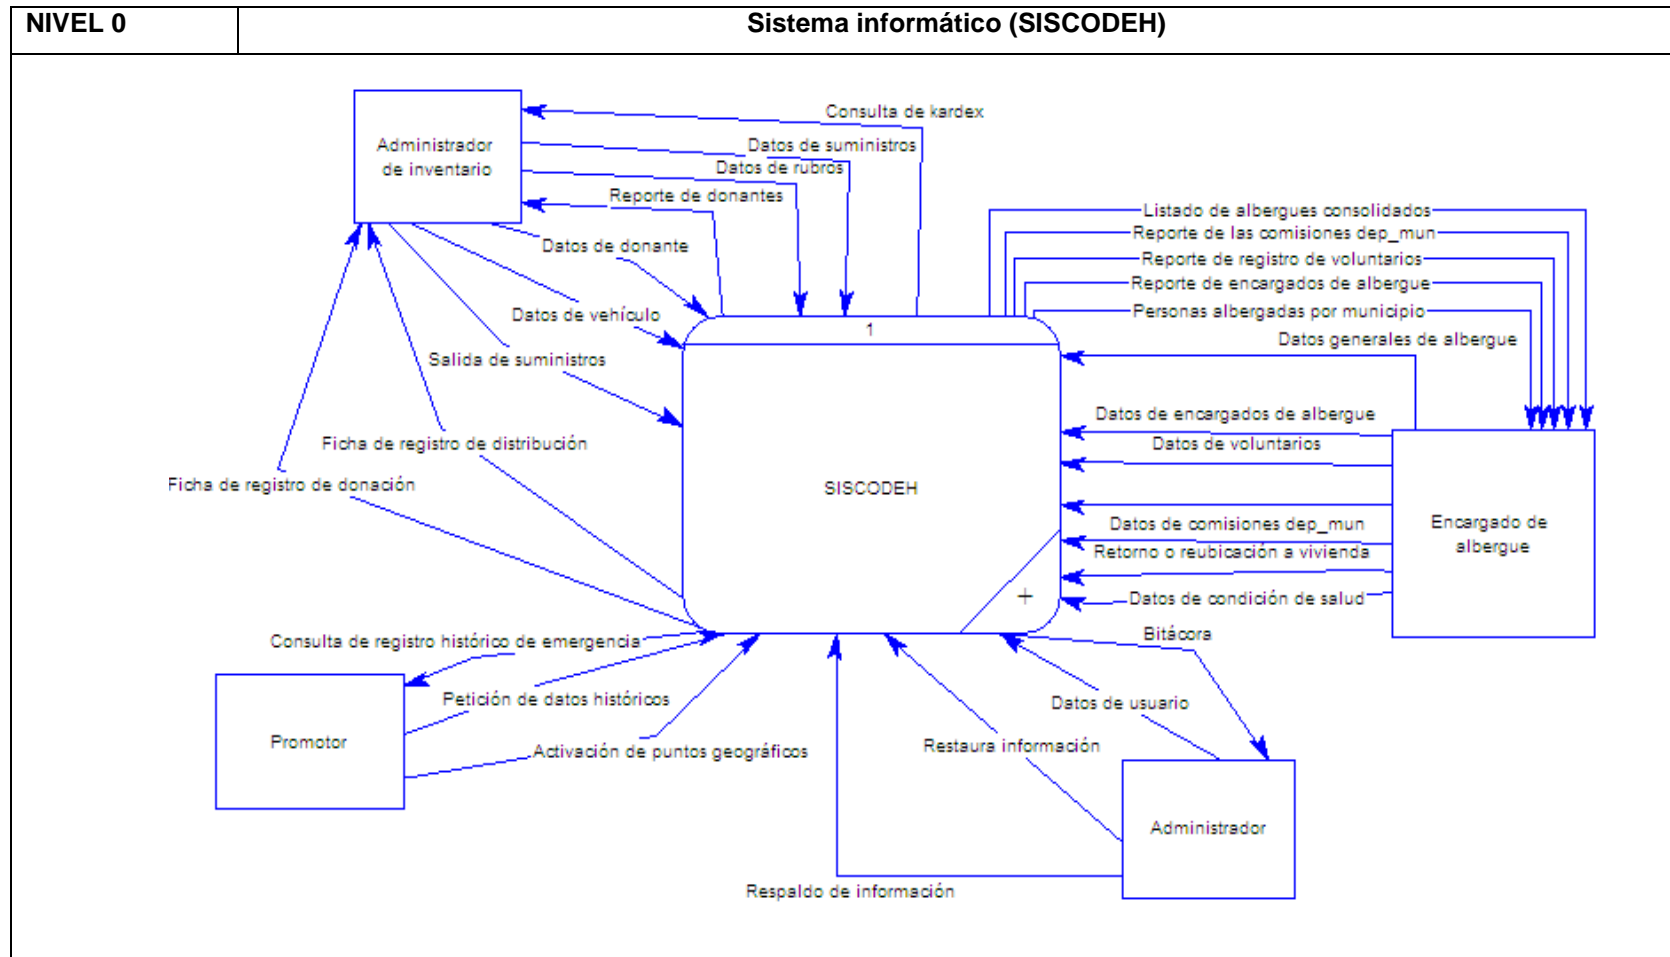 NIVEL 0
Sistema informático (SISCODEH)
Consulta de kardex
Administrador
de inventario
Datos de suministros
Datos de rubros
Reporte de donantes
Listado de albergues consolidados
Reporte de las comisiones dep_mun
Datos de donante
Reporte de registro de voluntarios
Reporte de encargados de albergue
Datos de vehículo
Personas albergadas por municipio
1
Datos generales de albergue
Salida de suministros
Datos de encargados de albergue
Ficha de registro de distribución
Datos de voluntarios
Ficha de registro de donación
SISCODEH
Datos de comisiones dep_mun
Encargado de
albergue
Retorno o reubicación a vivienda
+
Datos de condición de salud
Consulta de registro histórico de emergencia
Bitácora
Petición de datos históricos
Datos de usuario
Promotor
Activación de puntos geográficos
Restaura información
Administrador
Respaldo de información